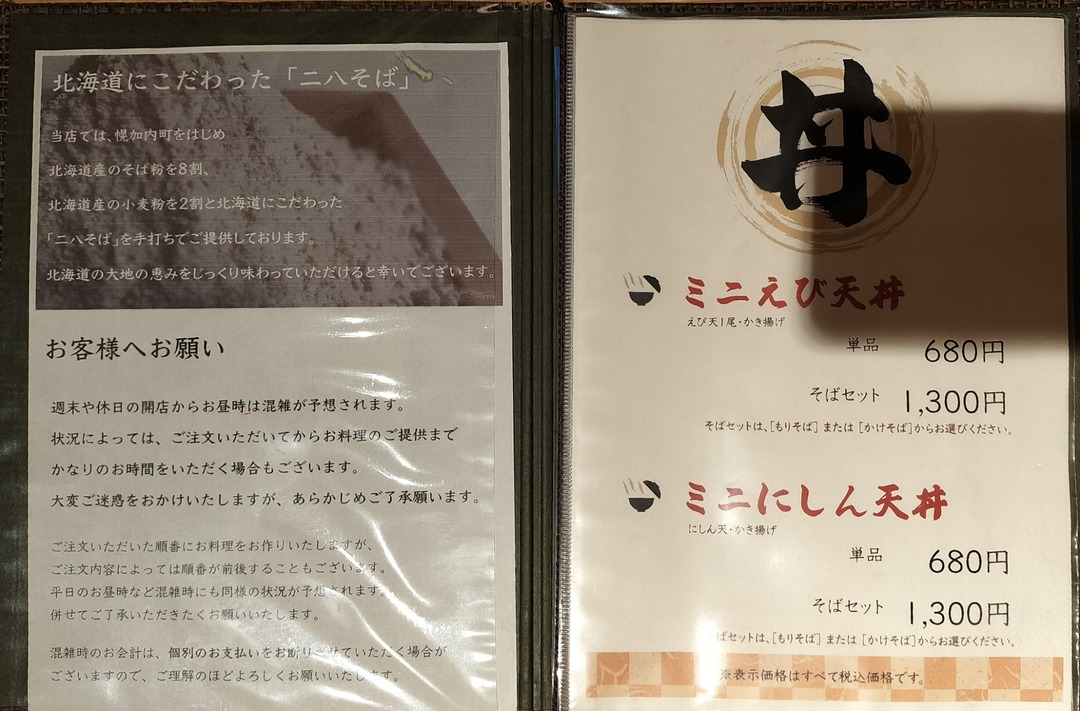 北海道にこだわった「二八そば」
当店では、幌加内町をはじめ
北海道産のそば粉を8割、
北海道産の小麦粉を2割と北海道にこだわった
「二八そば」を手打ちでご提供しております。
北海道の大地の恵みをじっくり味わっていただけると幸いでございます。
お客様へお願い
週末や休日の開店からお昼時は混雑が予想されます。
状況によっては、ご注文いただいてからお料理のご提供まで
かなりのお時間をいただく場合もございます。
大変ご迷惑をおかけいたしますが、あらかじめご了承願います。
ご注文いただいた順番にお料理をお作りいたしますが、
ご注文内容によっては順番が前後することもございます。
平日のお昼時など混雑時にも同様の状況が予想されます。
併せてご了承いただきたくお願いいたします。
混雑時のお会計は、個別のお支払いをお断りさせていただく場合が
ございますので、ご理解のほどよろしくお願いいたします。
丼
ミニえび天丼
えび天1尾・かき揚げ
単品 680円
そばセット 1,300円
そばセットは、[もりそば] または [かけそば]からお選びください。
ミニにしん天丼
にしん天・かき揚げ
単品 680円
そばセット 1,300円
ばセットは、[もりそば] または [かけそば]からお選びください。
※表示価格はすべて税込価格です。